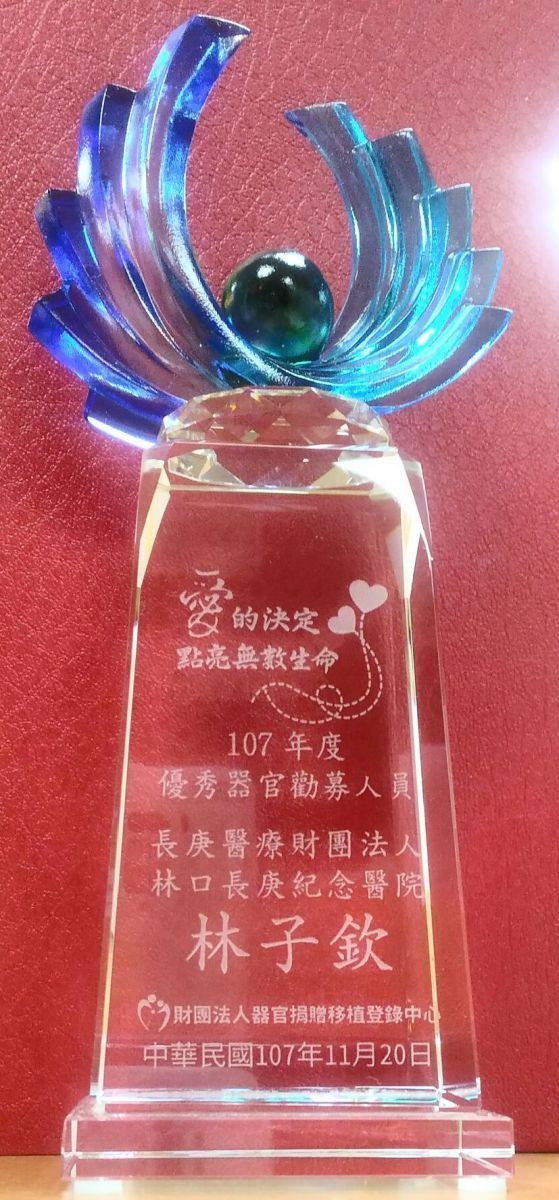 愛的決定
點亮無數生命
107 年度
優秀器官勸募人員
長庚醫療財團法人
林口長庚紀念醫院
林子欽
財團法人器官捐贈移植登錄中心
中華民國107年11月20日